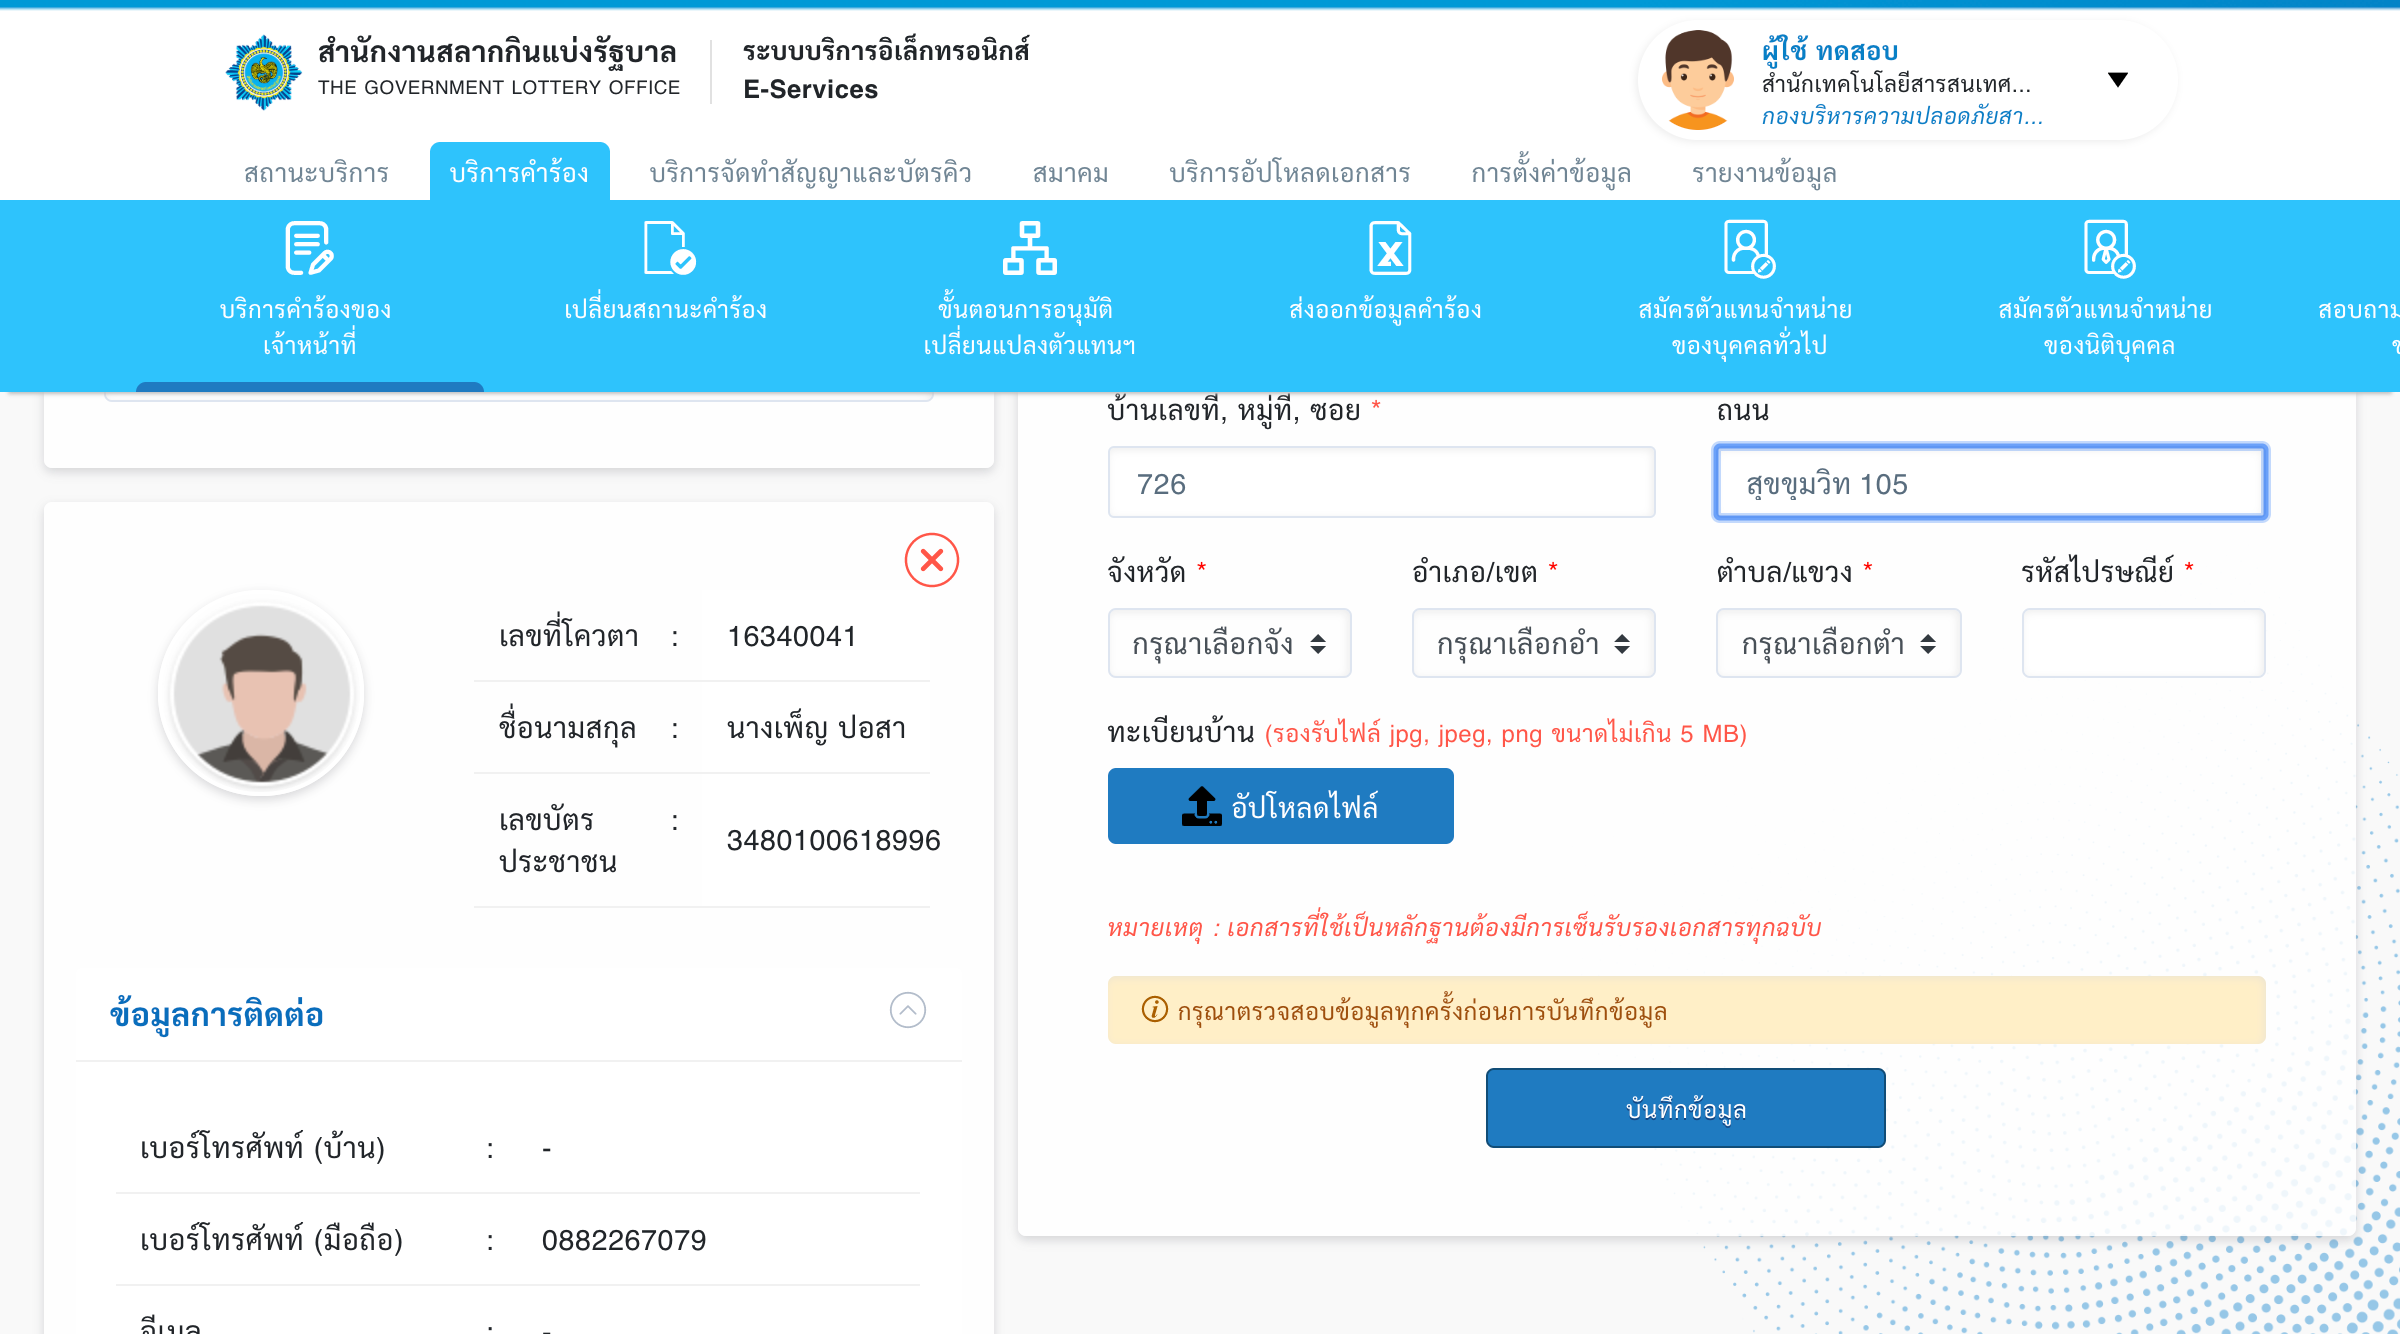 สำนักงานสลากกินแบ่งรัฐบาล
THE GOVERNMENT LOTTERY OFFICE
ระบบบริการอิเล็กทรอนิกส์
E-Services
ผู้ใช้ ทดสอบ
สำนักเทคโนโลยีสารสนเทศ...
กองบริหารความปลอดภัยสา...
สถานะบริการ
บริการคำร้อง
บริการจัดทำสัญญาและบัตรคิว
สมาคม
บริการอัปโหลดเอกสาร
การตั้งค่าข้อมูล
รายงานข้อมูล
บริการคำร้องของ
เจ้าหน้าที่
เปลี่ยนสถานะคำร้อง
ขั้นตอนการอนุมัติ
เปลี่ยนแปลงตัวแทนฯ
ส่งออกข้อมูลคำร้อง
สมัครตัวแทนจำหน่าย
ของบุคคลทั่วไป
สมัครตัวแทนจำหน่าย
ของนิติบุคคล
สอบถาม
เลขที่โควตา : 16340041
ชื่อนามสกุล : นางเพ็ญ ปอสา
เลขบัตร
ประชาชน : 3480100618996
ข้อมูลการติดต่อ
เบอร์โทรศัพท์ (บ้าน) : -
เบอร์โทรศัพท์ (มือถือ) : 0882267079
อีเมล : -
บ้านเลขที่, หมู่ที่, ซอย *
ถนน
726
สุขขุมวิท 105
จังหวัด *
อำเภอ/เขต *
ตำบล/แขวง *
รหัสไปรษณีย์ *
กรุณาเลือกจัง
กรุณาเลือกอำ
กรุณาเลือกตำ
ทะเบียนบ้าน (รองรับไฟล์ jpg, jpeg, png ขนาดไม่เกิน 5 MB)
อัปโหลดไฟล์
หมายเหตุ : เอกสารที่ใช้เป็นหลักฐานต้องมีการเซ็นรับรองเอกสารทุกฉบับ
กรุณาตรวจสอบข้อมูลทุกครั้งก่อนการบันทึกข้อมูล
บันทึกข้อมูล